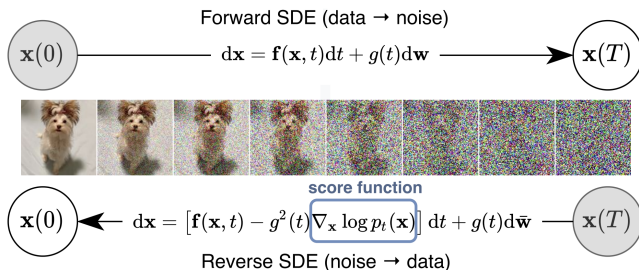 Forward SDE (data → noise)
x(0) dx = f(x, t)dt + g(t)dw x(T)
score function
x(0) dx = [f(x, t) − g²(t)∇ₓ log pₜ(x)] dt + g(t)dw̄ x(T)
Reverse SDE (noise → data)